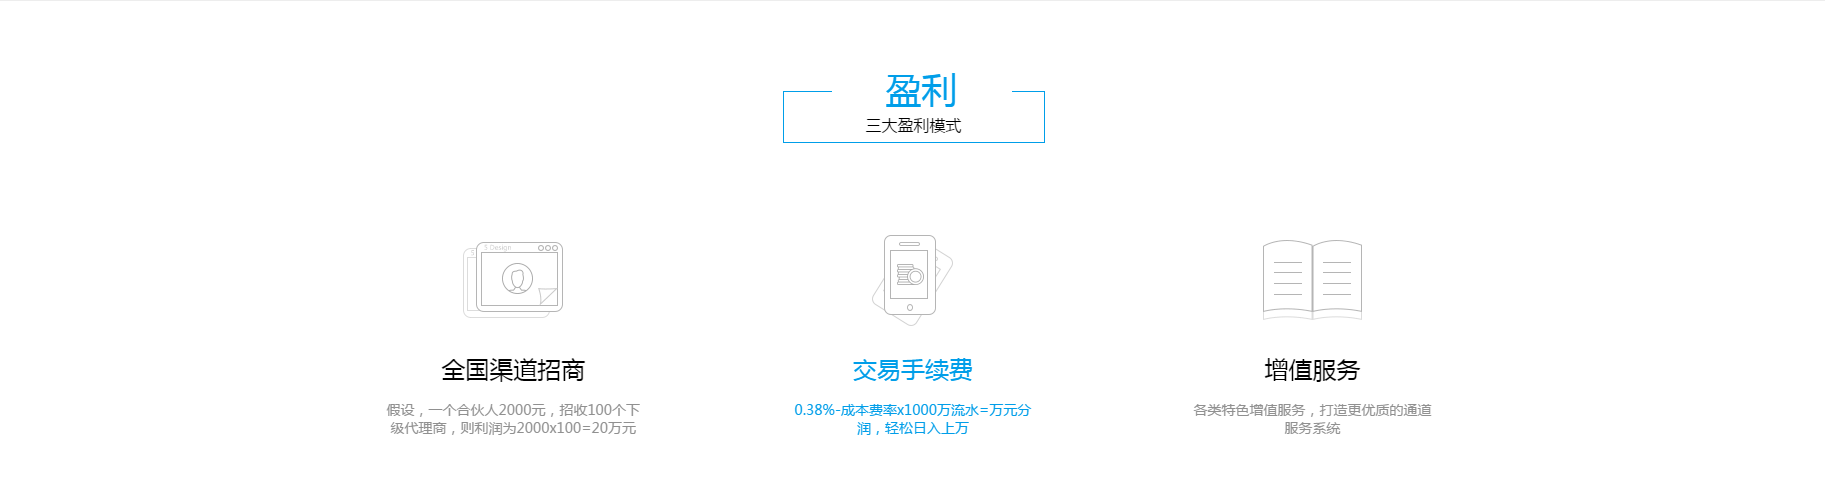 盈利
三大盈利模式
S Design
全国渠道招商
交易手续费
增值服务
假设，一个合伙人2000元，招收100个下
级代理商，则利润为2000x100=20万元
0.38%-成本费率x1000万流水=万元分
润，轻松日入上万
各类特色增值服务，打造更优质的通道
服务系统